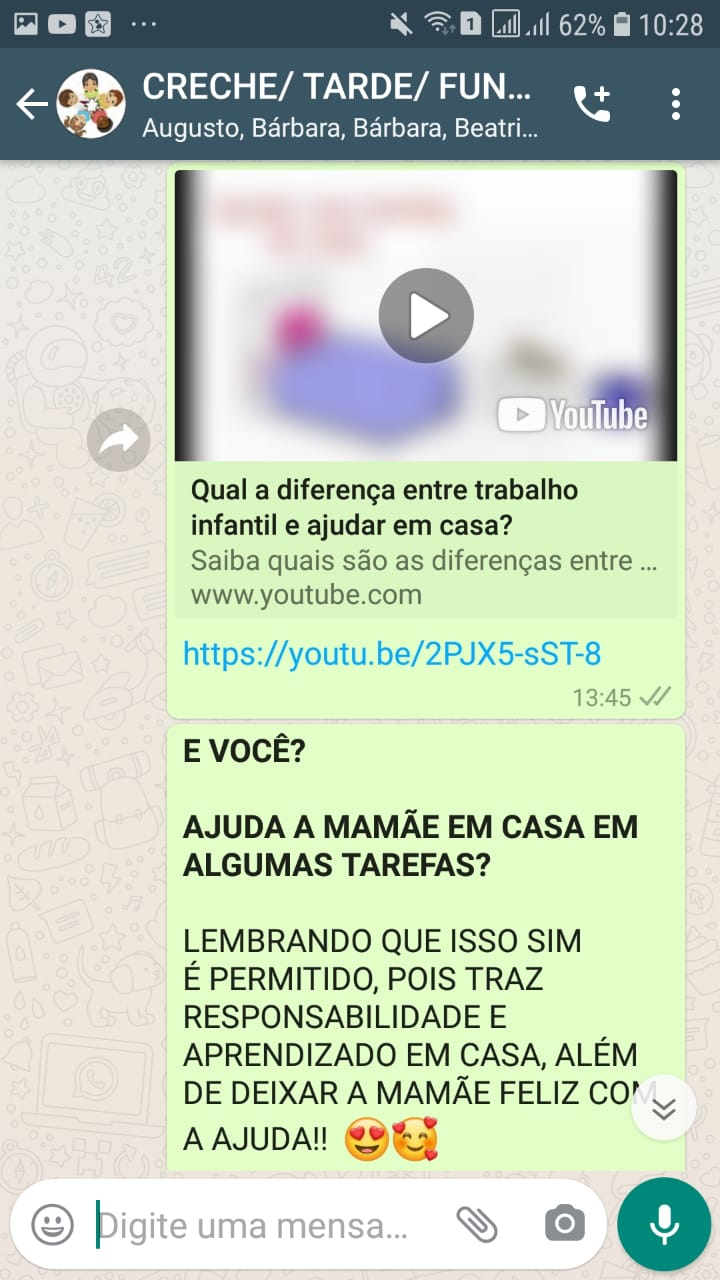 1 62% 10:28
CRECHE/ TARDE/ FUN...
Augusto, Bárbara, Bárbara, Beatri...
YouTube
Qual a diferença entre trabalho
infantil e ajudar em casa?
Saiba quais são as diferenças entre ...
www.youtube.com
https://youtu.be/2PJX5-sST-8
13:45
E VOCÊ?
AJUDA A MAMÃE EM CASA EM
ALGUMAS TAREFAS?
LEMBRANDO QUE ISSO SIM
É PERMITIDO, POIS TRAZ
RESPONSABILIDADE E
APRENDIZADO EM CASA, ALÉM
DE DEIXAR A MAMÃE FELIZ COM
A AJUDA!! 😍🥰
Digite uma mensa...